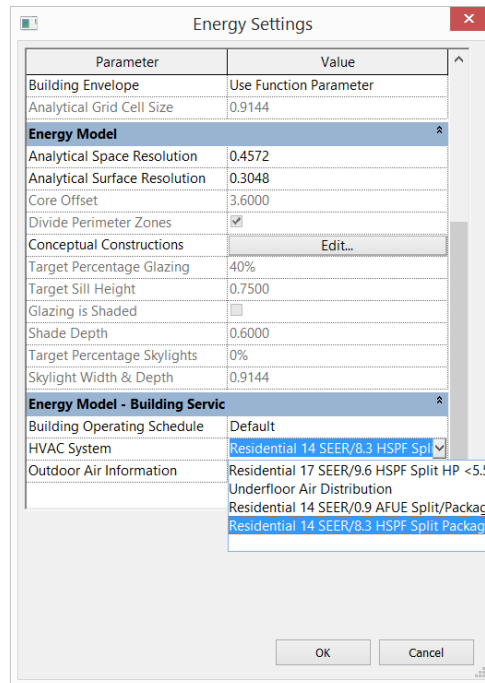 Energy Settings
Parameter Value
Building Envelope Use Function Parameter
Analytical Grid Cell Size 0.9144
Energy Model
Analytical Space Resolution 0.4572
Analytical Surface Resolution 0.3048
Core Offset 3.6000
Divide Perimeter Zones
Conceptual Constructions Edit...
Target Percentage Glazing 40%
Target Sill Height 0.7500
Glazing is Shaded
Shade Depth 0.6000
Target Percentage Skylights 0%
Skylight Width & Depth 0.9144
Energy Model - Building Servic
Building Operating Schedule Default
HVAC System Residential 14 SEER/8.3 HSPF Spli
Outdoor Air Information Residential 17 SEER/9.6 HSPF Split HP <5.5
Underfloor Air Distribution
Residential 14 SEER/0.9 AFUE Split/Packag
Residential 14 SEER/8.3 HSPF Split Packag
OK Cancel